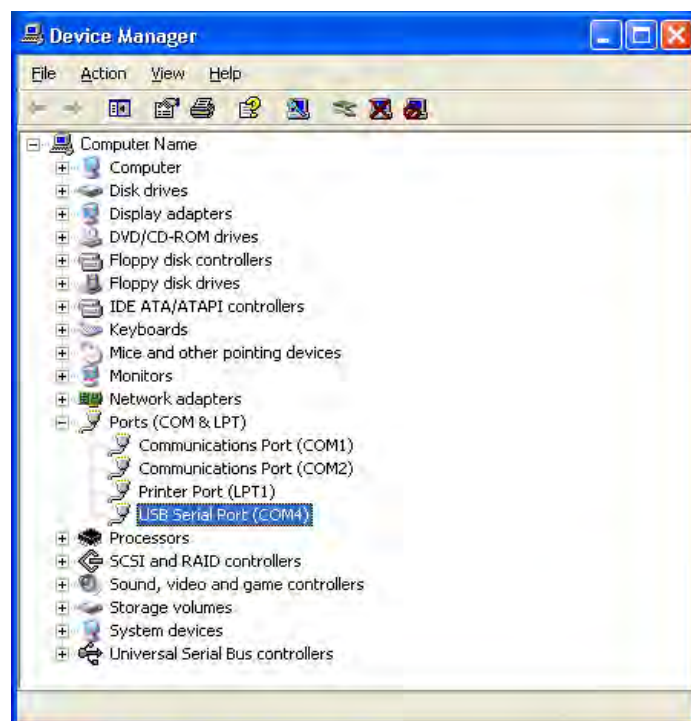 Device Manager
File Action View Help
Computer Name
Computer
Disk drives
Display adapters
DVD/CD-ROM drives
Floppy disk controllers
Floppy disk drives
IDE ATA/ATAPI controllers
Keyboards
Mice and other pointing devices
Monitors
Network adapters
Ports (COM & LPT)
Communications Port (COM1)
Communications Port (COM2)
Printer Port (LPT1)
USB Serial Port (COM4)
Processors
SCSI and RAID controllers
Sound, video and game controllers
Storage volumes
System devices
Universal Serial Bus controllers